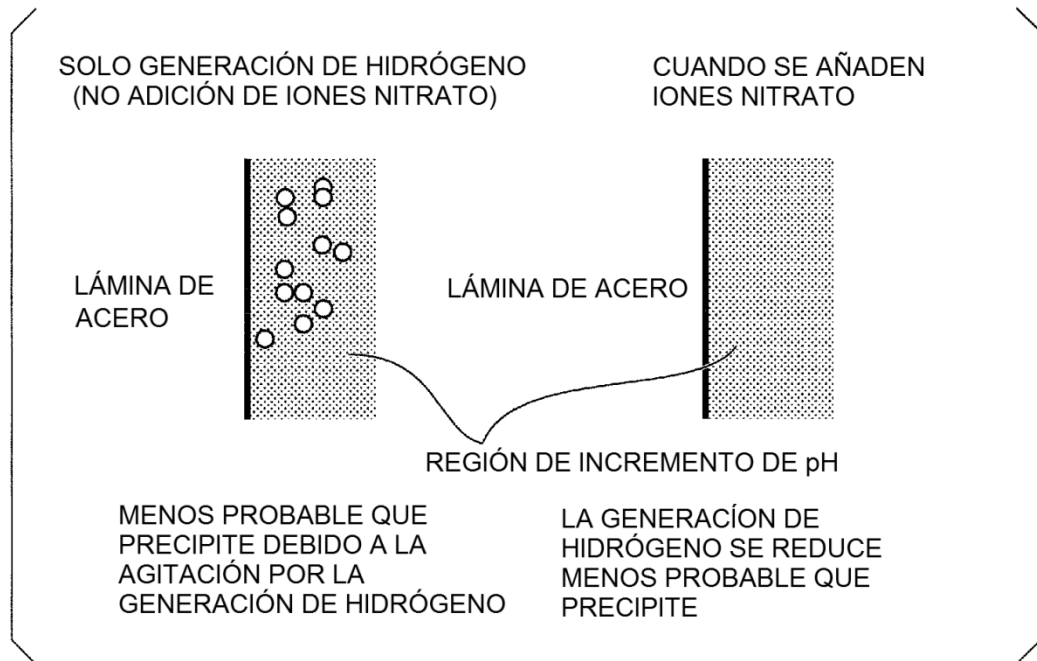 SOLO GENERACIÓN DE HIDRÓGENO
(NO ADICIÓN DE IONES NITRATO)
CUANDO SE AÑADEN
IONES NITRATO
LÁMINA DE
ACERO
LÁMINA DE ACERO
REGIÓN DE INCREMENTO DE pH
MENOS PROBABLE QUE
PRECIPITE DEBIDO A LA
AGITACIÓN POR LA
GENERACIÓN DE HIDRÓGENO
LA GENERACÍON DE
HIDRÓGENO SE REDUCE
MENOS PROBABLE QUE
PRECIPITE